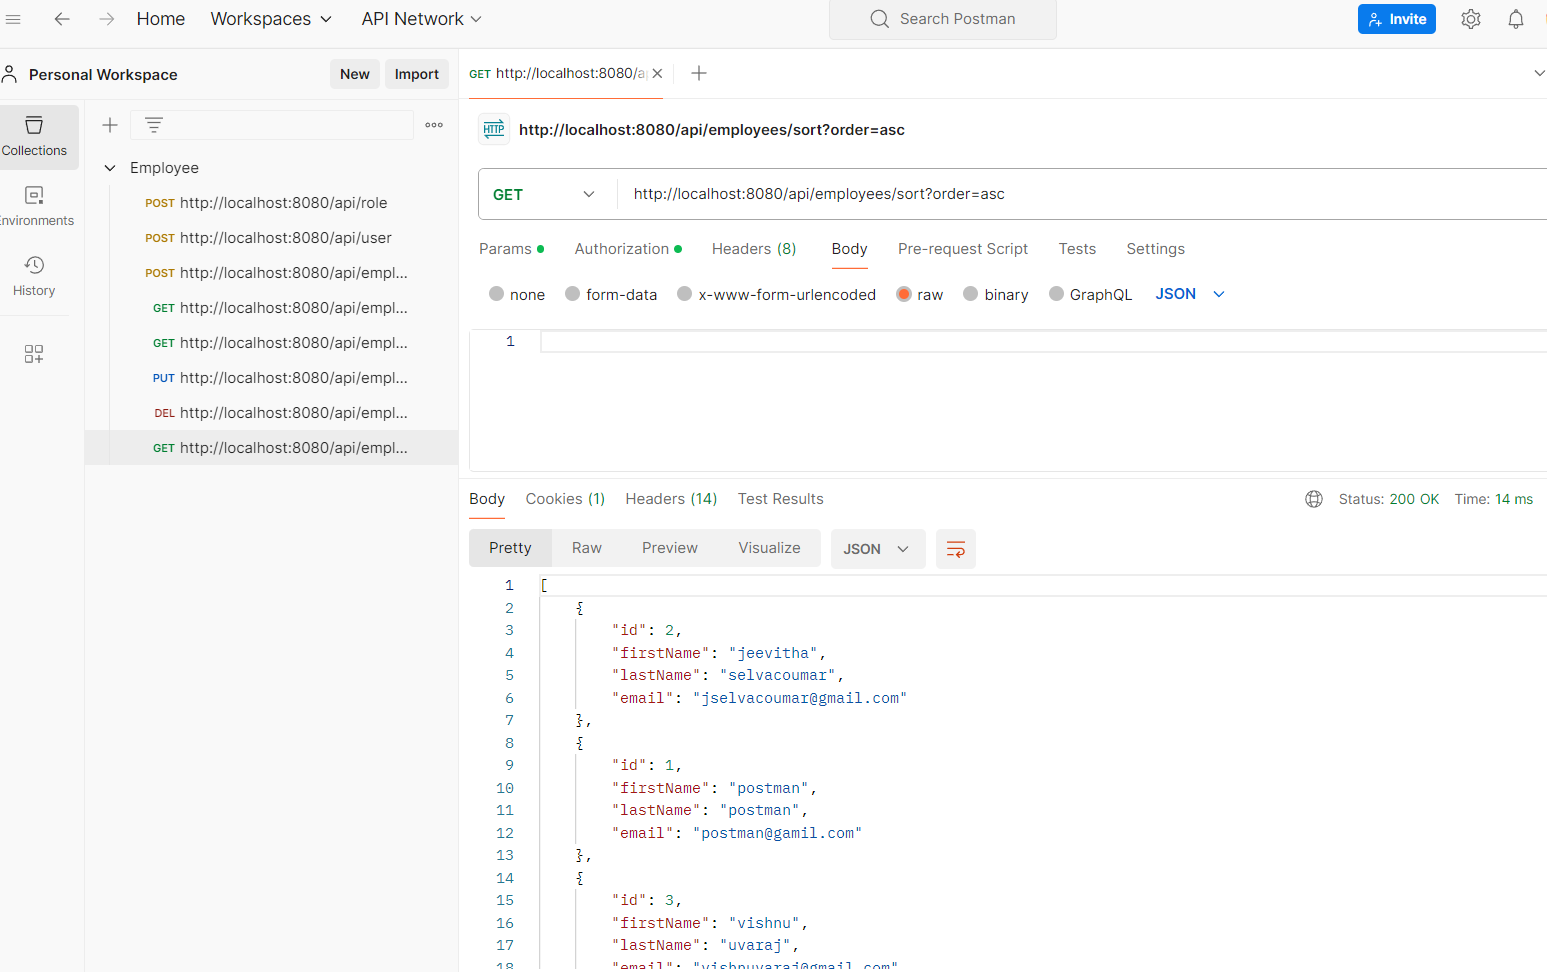 Home Workspaces API Network Search Postman Invite
Personal Workspace New Import
GET http://localhost:8080/a
Collections
http://localhost:8080/api/employees/sort?order=asc
HTTP
Employee
POST http://localhost:8080/api/role
GET http://localhost:8080/api/employees/sort?order=asc
nvironments
POST http://localhost:8080/api/user
Params Authorization Headers (8) Body Pre-request Script Tests Settings
POST http://localhost:8080/api/empl...
History
GET http://localhost:8080/api/empl...
none form-data x-www-form-urlencoded raw binary GraphQL JSON
GET http://localhost:8080/api/empl...
1
PUT http://localhost:8080/api/empl...
DEL http://localhost:8080/api/empl...
GET http://localhost:8080/api/empl...
Body Cookies (1) Headers (14) Test Results Status: 200 OK Time: 14 ms
Pretty Raw Preview Visualize JSON
1 [
2 {
3 "id": 2,
4 "firstName": "jeevitha",
5 "lastName": "selvacoumar",
6 "email": "jselvacoumar@gmail.com"
7 },
8 {
9 "id": 1,
10 "firstName": "postman",
11 "lastName": "postman",
12 "email": "postman@gamil.com"
13 },
14 {
15 "id": 3,
16 "firstName": "vishnu",
17 "lastName": "uvaraj",
18 "email": "vishnuvaraj@gmail.com"